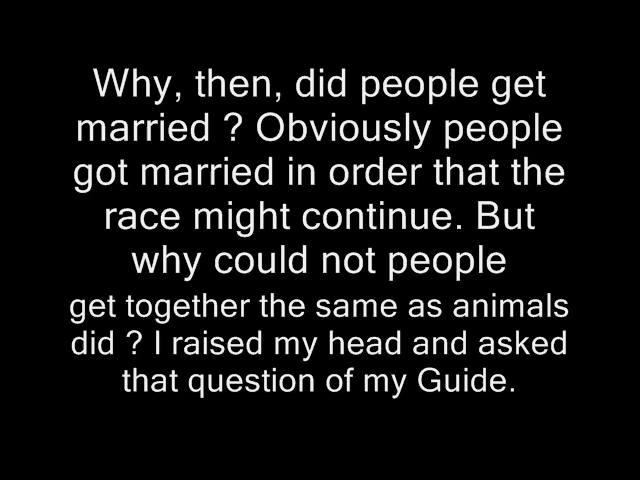 Why, then, did people get
married ? Obviously people
got married in order that the
race might continue. But
why could not people
get together the same as animals
did ? I raised my head and asked
that question of my Guide.